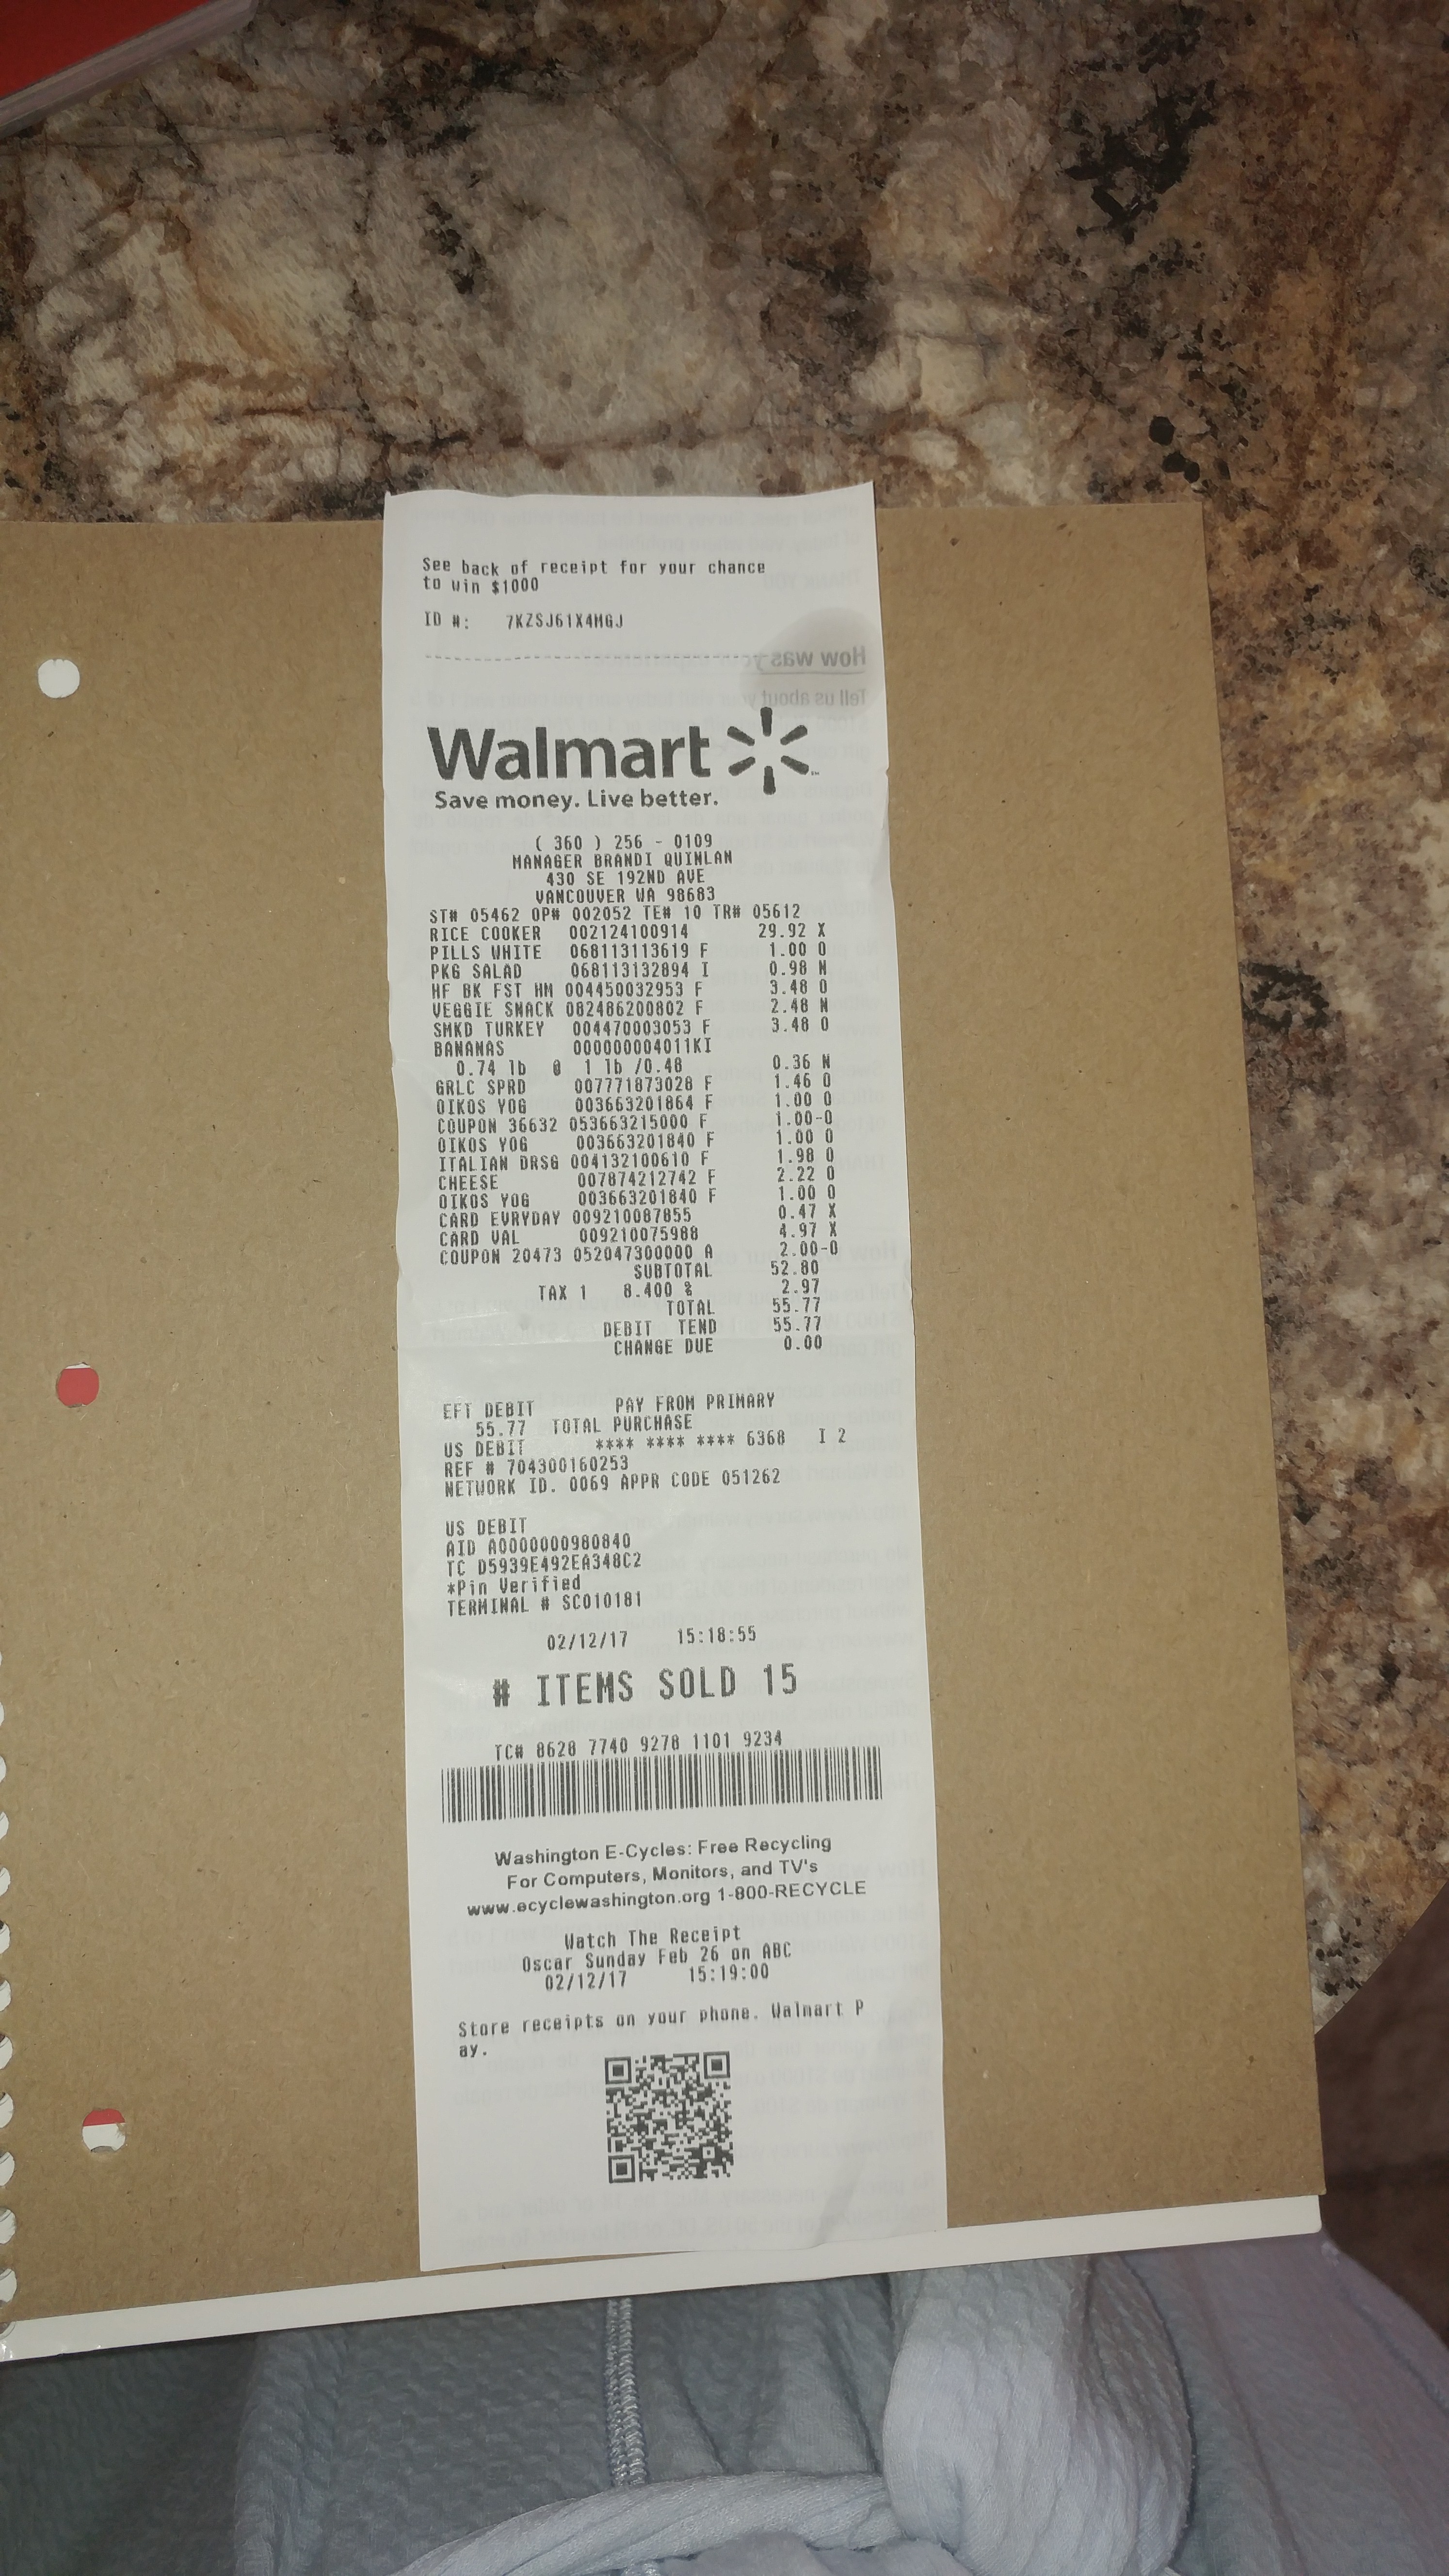 See back of receipt for your chance
to win $1000
ID #: 7KZSJ61X4MGJ
How was y
Tell us about your
Walmart
Save money. Live better.
( 360 ) 256 - 0109
MANAGER BRANDI QUINLAN
430 SE 192ND AVE
VANCOUVER WA 98683
ST# 05462 OP# 002052 TE# 10 TR# 05612
RICE COOKER 002124100914 29.92 X
PILLS WHITE 068113113619 F 1.00 O
PKG SALAD 068113132894 I 0.98 N
HF BK FST HM 004450032953 F 3.48 O
VEGGIE SNACK 082486200802 F 2.48 N
SMKD TURKEY 004470003053 F 3.48 O
BANANAS 000000004011KI
0.74 lb @ 1 lb /0.48 0.36 N
GRLC SPRD 007771873028 F 1.46 O
OIKOS YOG 003663201864 F 1.00 O
COUPON 36632 053663215000 F 1.00-O
OIKOS YOG 003663201840 F 1.00 O
ITALIAN DRSG 004132100610 F 1.98 O
CHEESE 007874212742 F 2.22 O
OIKOS YOG 003663201840 F 1.00 O
CARD EVRYDAY 009210087855 0.47 X
CARD VAL 009210075988 4.97 X
COUPON 20473 052047300000 A 2.00-O
SUBTOTAL 52.80
TAX 1 8.400 % 2.97
TOTAL 55.77
DEBIT TEND 55.77
CHANGE DUE 0.00
EFT DEBIT PAY FROM PRIMARY
55.77 TOTAL PURCHASE
US DEBIT **** **** **** 6368 I 2
REF # 704300160253
NETWORK ID. 0069 APPR CODE 051262
US DEBIT
AID A0000000980840
TC D5939E492EA348C2
*Pin Verified
TERMINAL # SC010181
02/12/17 15:18:55
# ITEMS SOLD 15
TC# 8628 7740 9278 1101 9234
Washington E-Cycles: Free Recycling
For Computers, Monitors, and TV's
www.ecyclewashington.org 1-800-RECYCLE
Watch The Receipt
Oscar Sunday Feb 26 on ABC
02/12/17 15:19:00
Store receipts on your phone. Walmart P
ay.